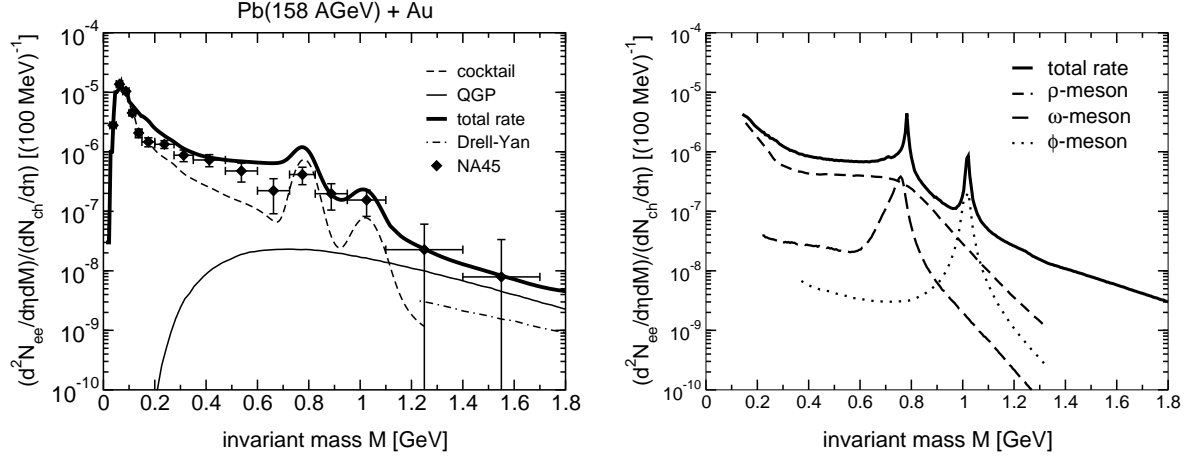 Pb(158 AGeV) + Au
(d²N_ee/dηdM)/(dN_ch/dη) [(100 MeV)⁻¹]
10⁻⁴
10⁻⁵
10⁻⁶
10⁻⁷
10⁻⁸
10⁻⁹
10⁻¹⁰
cocktail
QGP
total rate
Drell-Yan
NA45
0 0.2 0.4 0.6 0.8 1 1.2 1.4 1.6 1.8
invariant mass M [GeV]
(d²N_ee/dηdM)/(dN_ch/dη) [(100 MeV)⁻¹]
10⁻⁴
10⁻⁵
10⁻⁶
10⁻⁷
10⁻⁸
10⁻⁹
10⁻¹⁰
total rate
ρ-meson
ω-meson
ϕ-meson
0 0.2 0.4 0.6 0.8 1 1.2 1.4 1.6 1.8
invariant mass M [GeV]